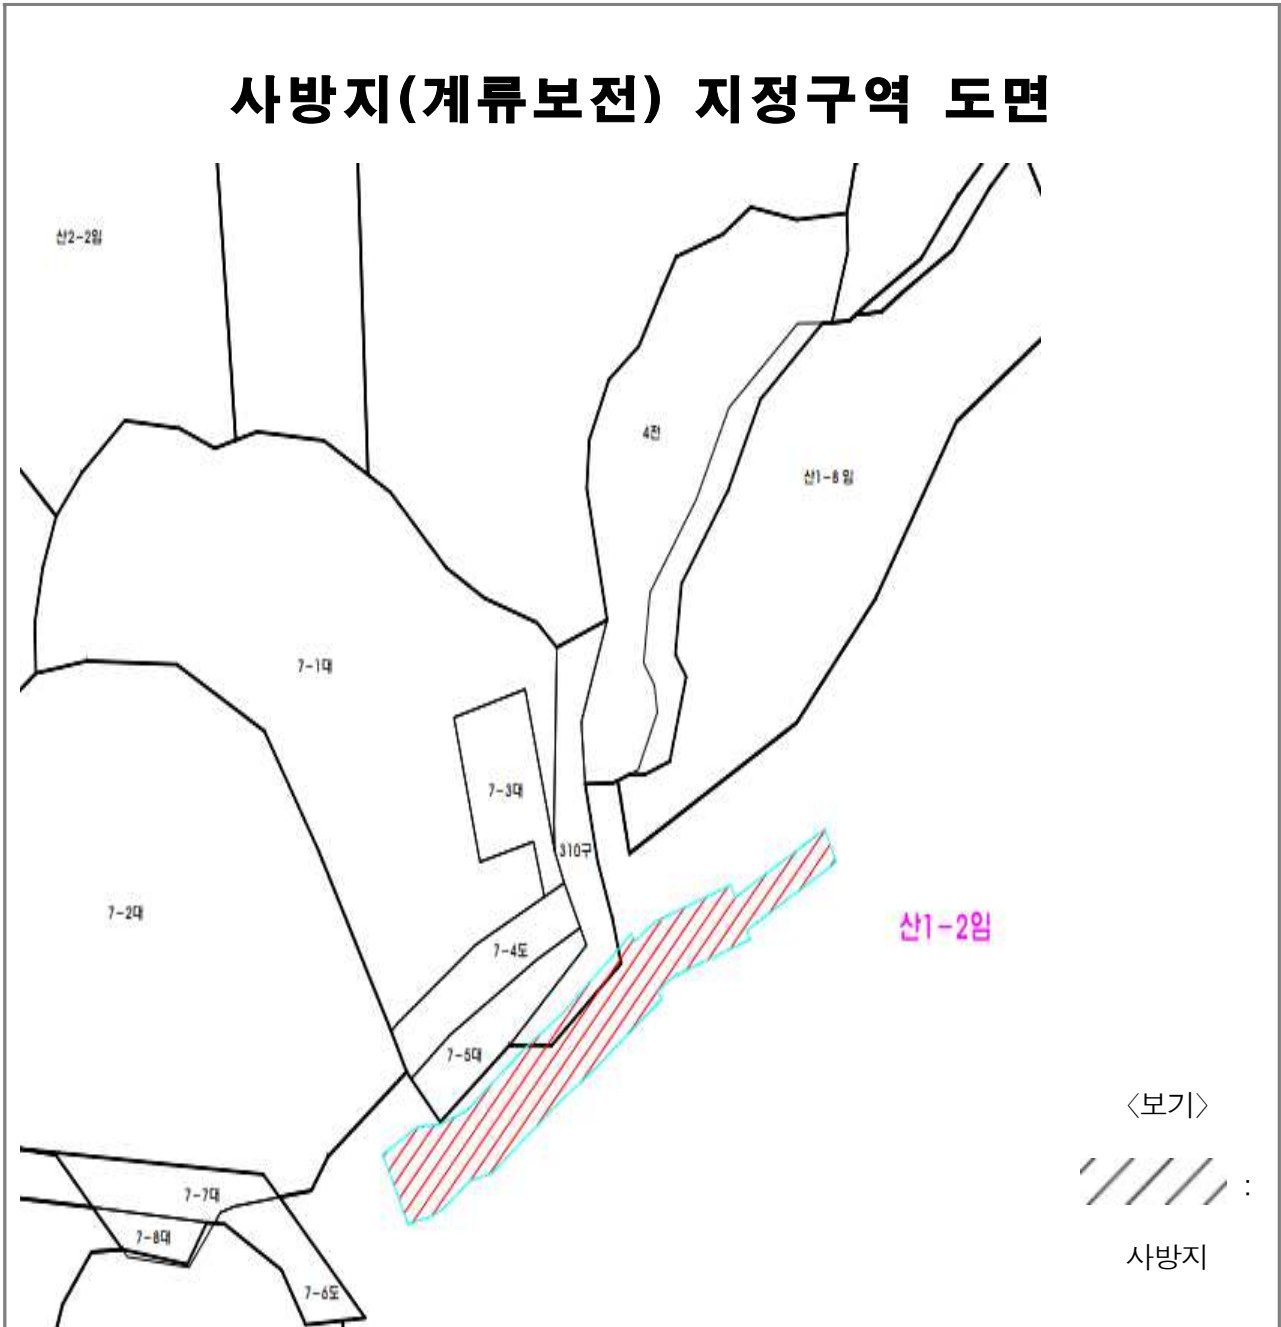 사방지(계류보전) 지정구역 도면
산2-2임
4전
산1-8임
7-1대
7-3대
310구
7-2대
산1-2임
7-4도
7-5대
<보기>
:
7-7대
7-8대
사방지
7-6도